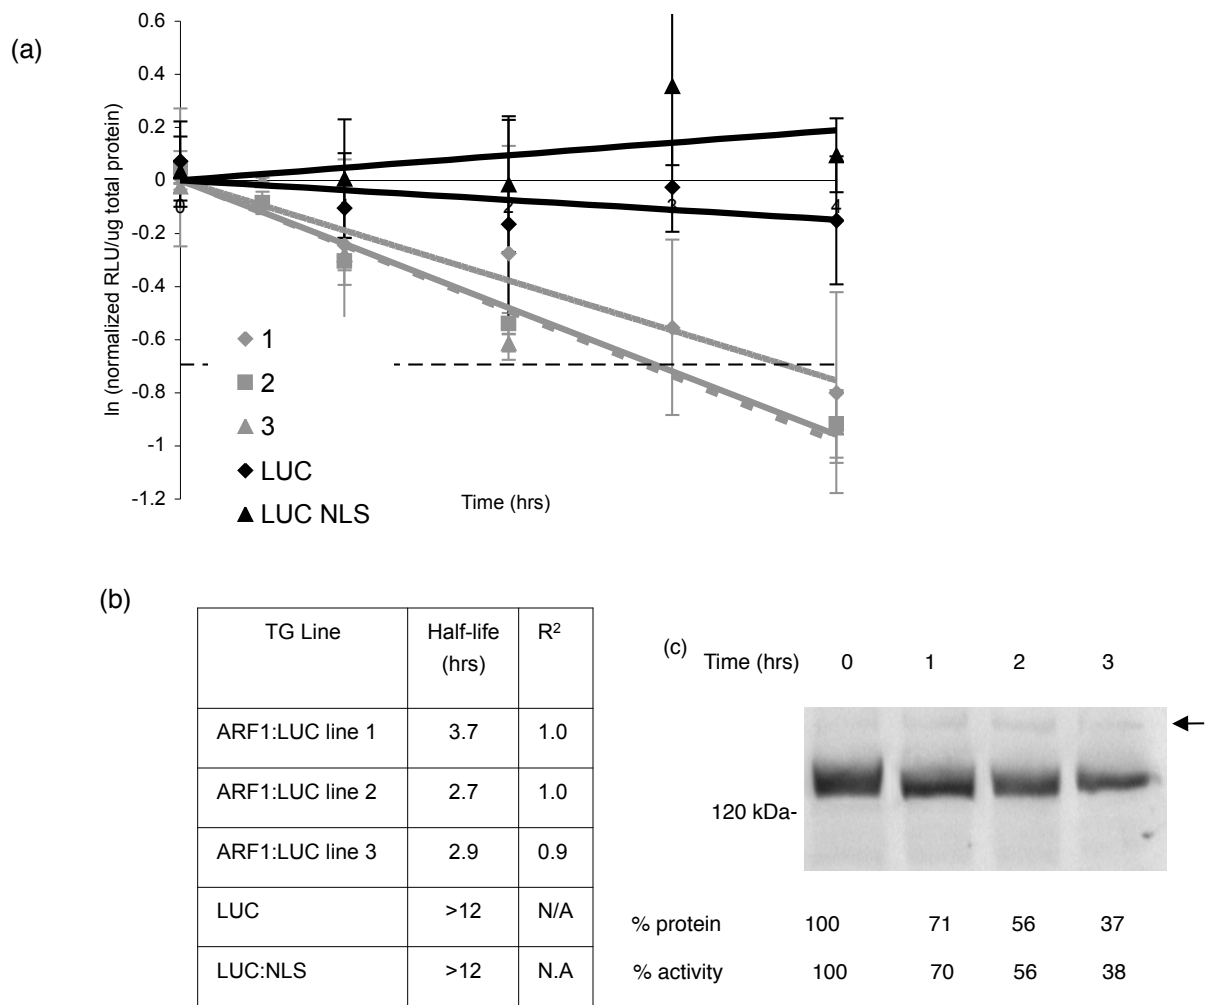 (a)
0.6
0.4
0.2
0
-0.2
-0.4
-0.6
-0.8
-1
-1.2
ln (normalized RLU/ug total protein)
0
2
3
4
Time (hrs)
1
2
3
LUC
LUC NLS
(b)
TG Line Half-life (hrs) R²
ARF1:LUC line 1 3.7 1.0
ARF1:LUC line 2 2.7 1.0
ARF1:LUC line 3 2.9 0.9
LUC >12 N/A
LUC:NLS >12 N.A
(c)
Time (hrs) 0 1 2 3
120 kDa-
% protein 100 71 56 37
% activity 100 70 56 38